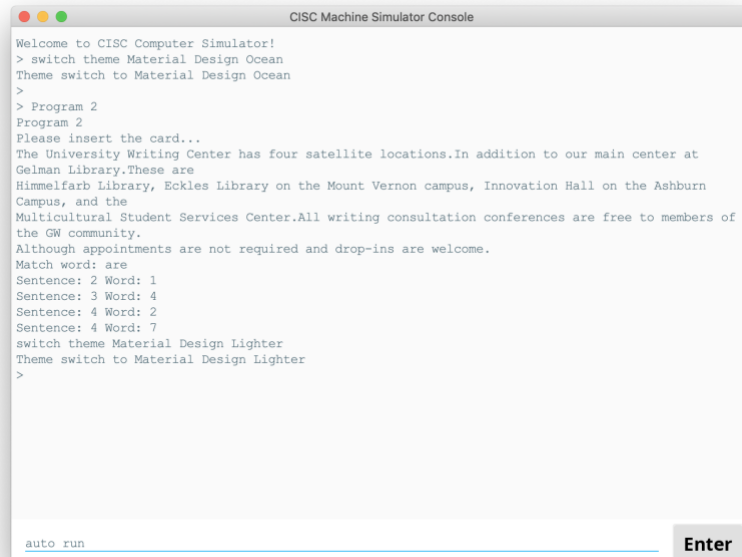 CISC Machine Simulator Console
Welcome to CISC Computer Simulator!
> switch theme Material Design Ocean
Theme switch to Material Design Ocean
>
> Program 2
Program 2
Please insert the card...
The University Writing Center has four satellite locations.In addition to our main center at
Gelman Library.These are
Himmelfarb Library, Eckles Library on the Mount Vernon campus, Innovation Hall on the Ashburn
Campus, and the
Multicultural Student Services Center.All writing consultation conferences are free to members of
the GW community.
Although appointments are not required and drop-ins are welcome.
Match word: are
Sentence: 2 Word: 1
Sentence: 3 Word: 4
Sentence: 4 Word: 2
Sentence: 4 Word: 7
switch theme Material Design Lighter
Theme switch to Material Design Lighter
>
auto run
Enter